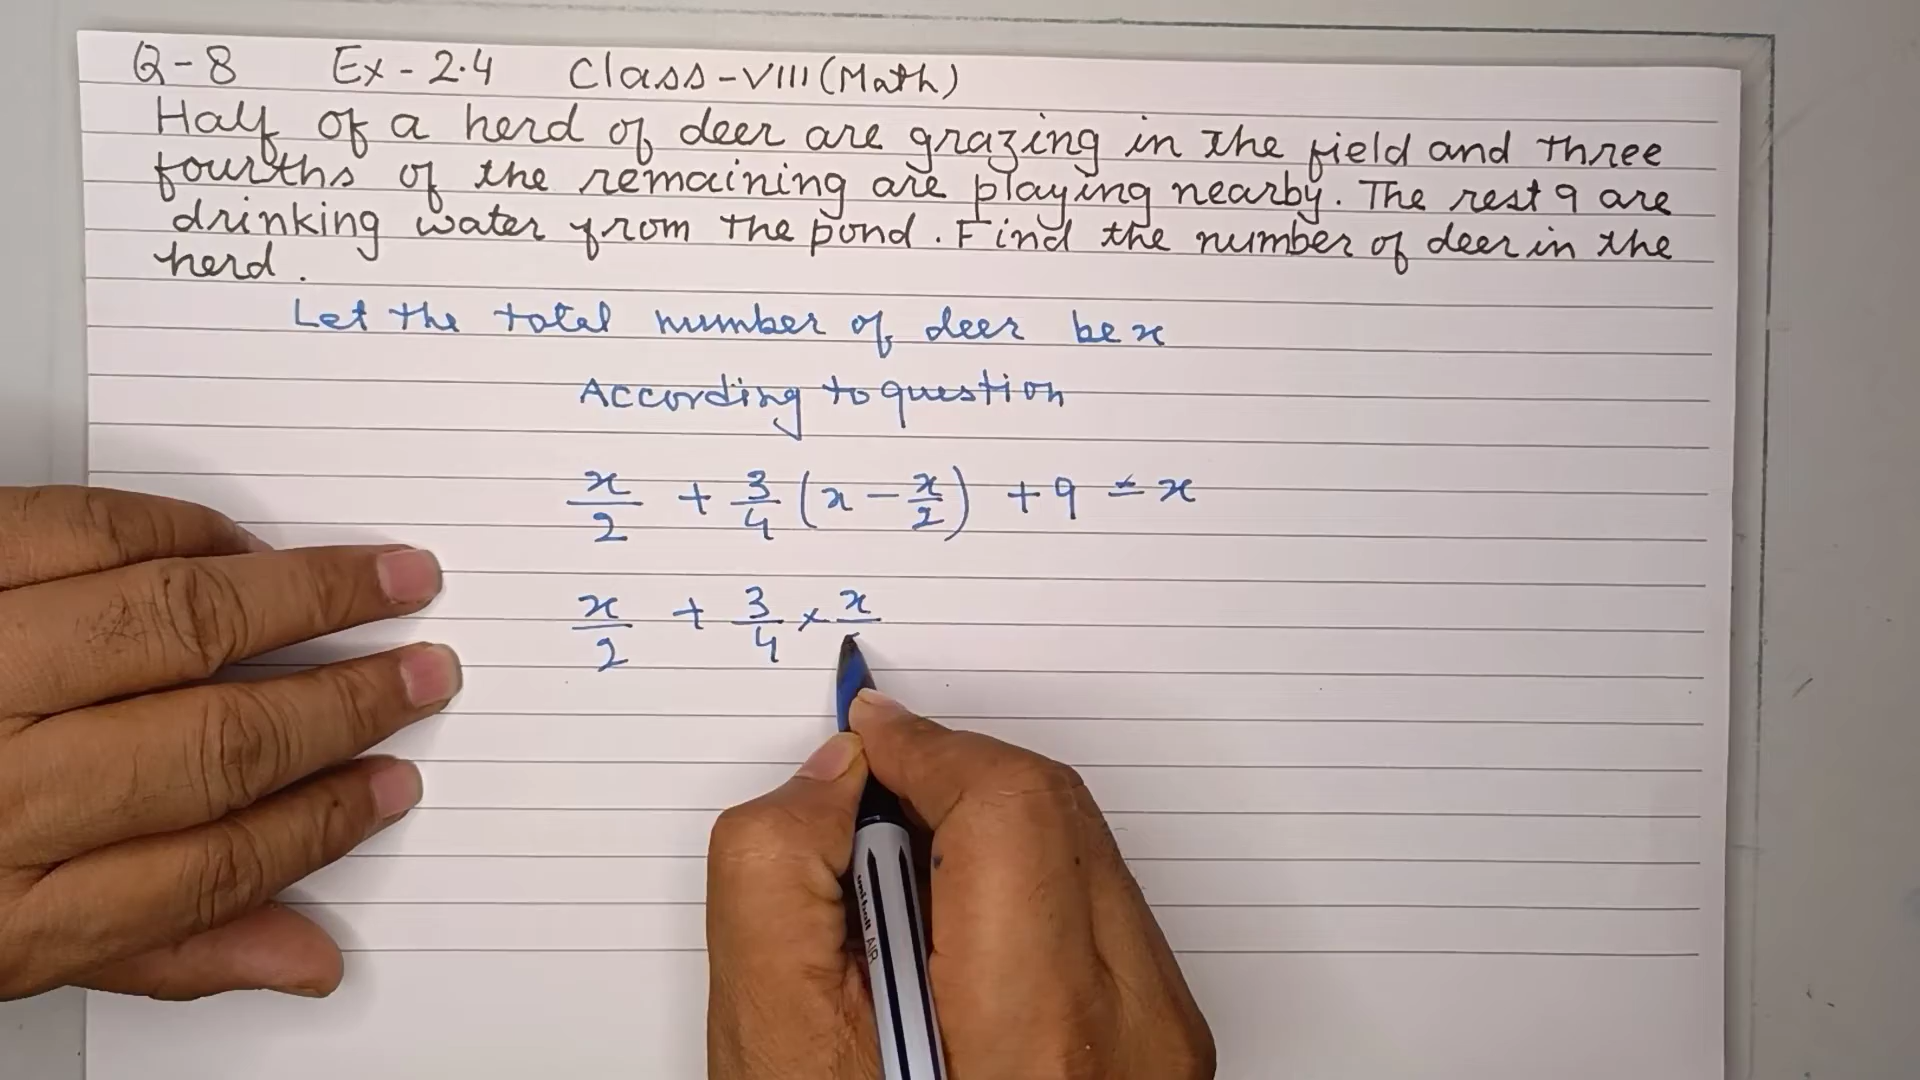 Q-8 Ex-2.4 Class-VIII(Math)
Half of a herd of deer are grazing in the field and three
fourths of the remaining are playing nearby. The rest 9 are
drinking water from the pond. Find the number of deer in the
herd.
Let the total number of deer be x
According to question
x/2 + 3/4 (x - x/2) + 9 = x
x/2 + 3/4 × x
uniball AIR